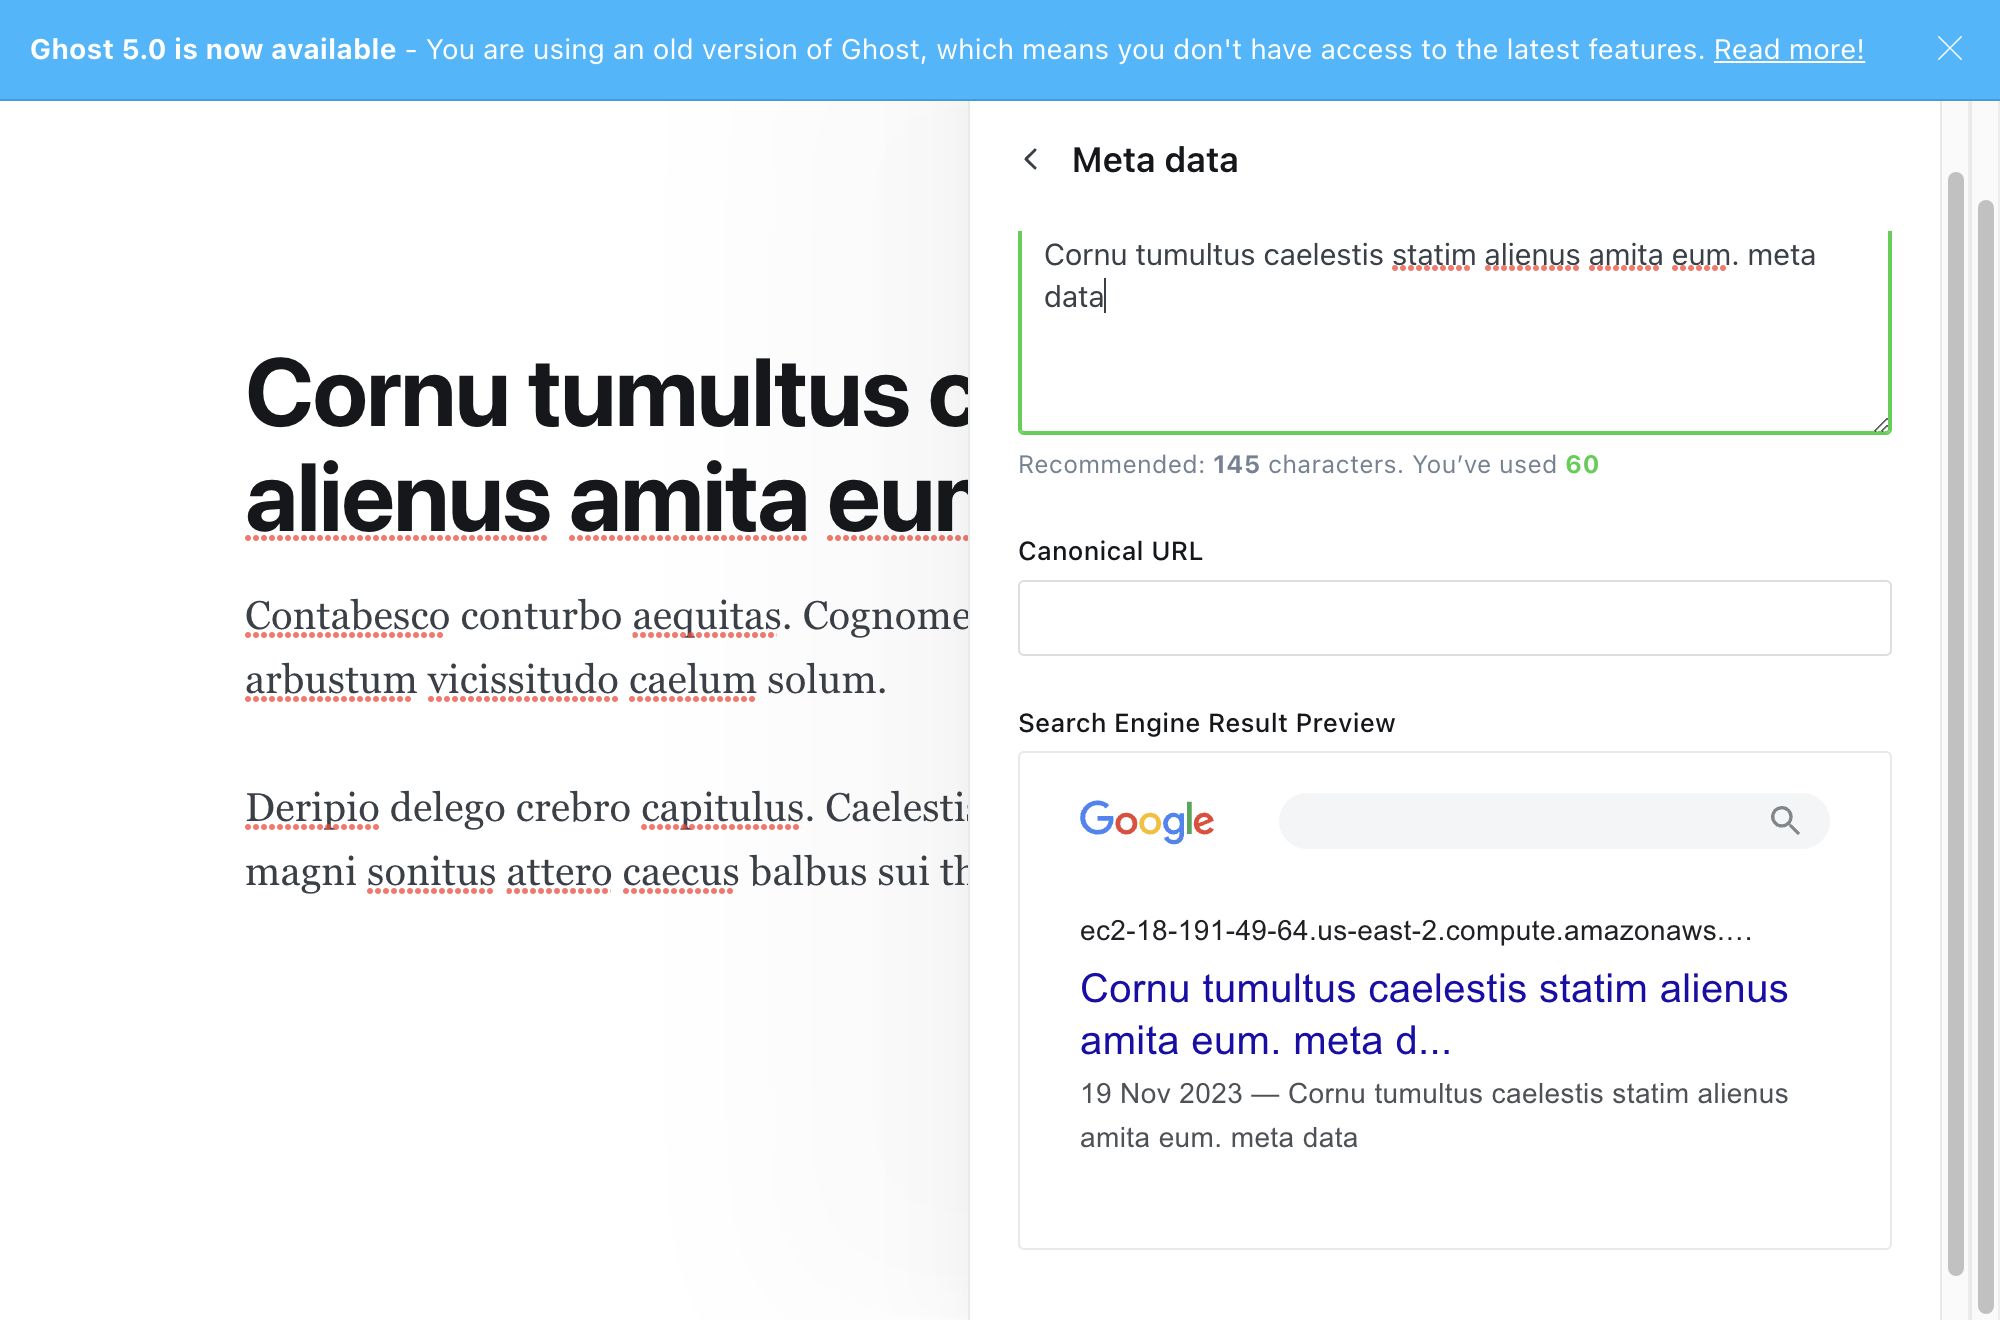 Ghost 5.0 is now available - You are using an old version of Ghost, which means you don't have access to the latest features. Read more!
Cornu tumultus c
alienus amita eur
Contabesco conturbo aequitas. Cognome
arbustum vicissitudo caelum solum.
Deripio delego crebro capitulus. Caelestis
magni sonitus attero caecus balbus sui th
Meta data
Cornu tumultus caelestis statim alienus amita eum. meta
data
Recommended: 145 characters. You’ve used 60
Canonical URL
Search Engine Result Preview
Google
ec2-18-191-49-64.us-east-2.compute.amazonaws....
Cornu tumultus caelestis statim alienus
amita eum. meta d...
19 Nov 2023 — Cornu tumultus caelestis statim alienus
amita eum. meta data